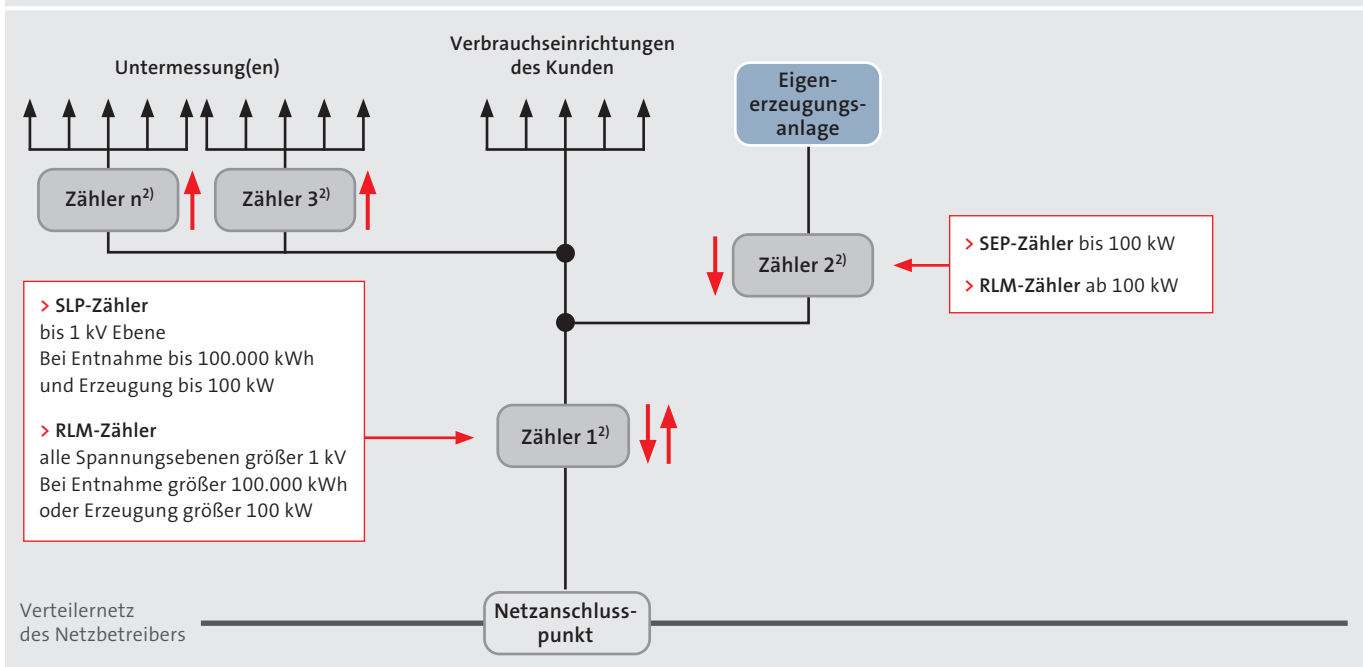 Untermessung(en)
Verbrauchseinrichtungen
des Kunden
Eigen-
erzeugungs-
anlage
Zähler n²⁾
Zähler 3²⁾
Zähler 2²⁾
> SEP-Zähler bis 100 kW
> RLM-Zähler ab 100 kW
> SLP-Zähler
bis 1 kV Ebene
Bei Entnahme bis 100.000 kWh
und Erzeugung bis 100 kW
> RLM-Zähler
alle Spannungsebenen größer 1 kV
Bei Entnahme größer 100.000 kWh
oder Erzeugung größer 100 kW
Zähler 1²⁾
Verteilernetz
des Netzbetreibers
Netzanschluss-
punkt